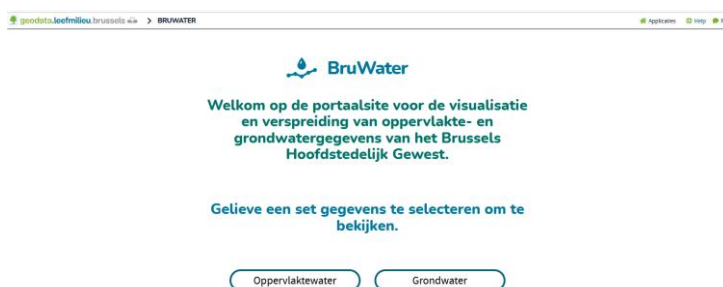 geodata.leefmilieu.brussels > BRUWATER Applicaties Help
BruWater
Welkom op de portaalsite voor de visualisatie
en verspreiding van oppervlakte- en
grondwatergegevens van het Brussels
Hoofdstedelijk Gewest.
Gelieve een set gegevens te selecteren om te
bekijken.
Oppervlaktewater Grondwater